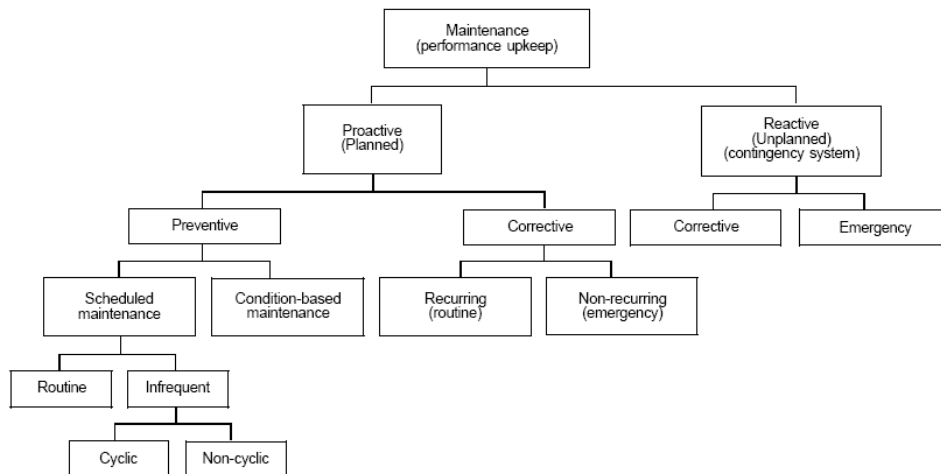 Maintenance
(performance upkeep)
Proactive
(Planned)
Reactive
(Unplanned)
(contingency system)
Preventive
Corrective
Corrective
Emergency
Scheduled
maintenance
Condition-based
maintenance
Recurring
(routine)
Non-recurring
(emergency)
Routine
Infrequent
Cyclic
Non-cyclic